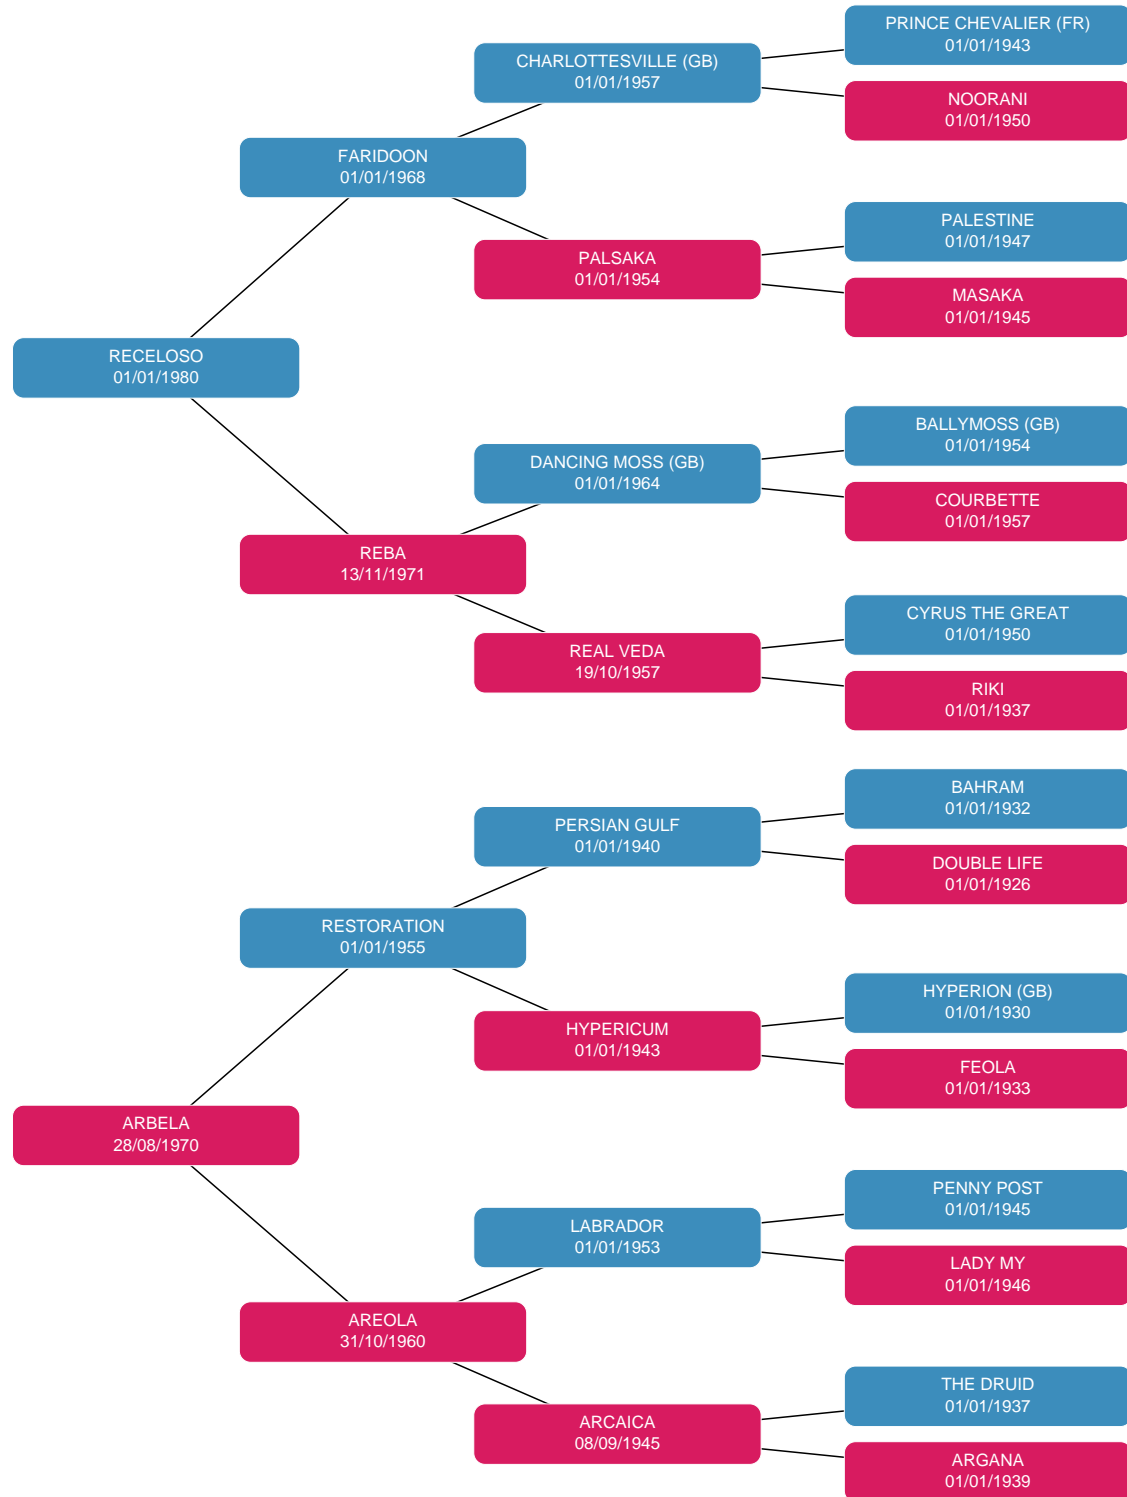 PRINCE CHEVALIER (FR)
01/01/1943
CHARLOTTESVILLE (GB)
01/01/1957
NOORANI
01/01/1950
FARIDOON
01/01/1968
PALESTINE
01/01/1947
PALSAKA
01/01/1954
MASAKA
01/01/1945
RECELOSO
01/01/1980
BALLYMOSS (GB)
01/01/1954
DANCING MOSS (GB)
01/01/1964
COURBETTE
01/01/1957
REBA
13/11/1971
CYRUS THE GREAT
01/01/1950
REAL VEDA
19/10/1957
RIKI
01/01/1937
BAHRAM
01/01/1932
PERSIAN GULF
01/01/1940
DOUBLE LIFE
01/01/1926
RESTORATION
01/01/1955
HYPERION (GB)
01/01/1930
HYPERICUM
01/01/1943
FEOLA
01/01/1933
ARBELA
28/08/1970
PENNY POST
01/01/1945
LABRADOR
01/01/1953
LADY MY
01/01/1946
AREOLA
31/10/1960
THE DRUID
01/01/1937
ARCAICA
08/09/1945
ARGANA
01/01/1939